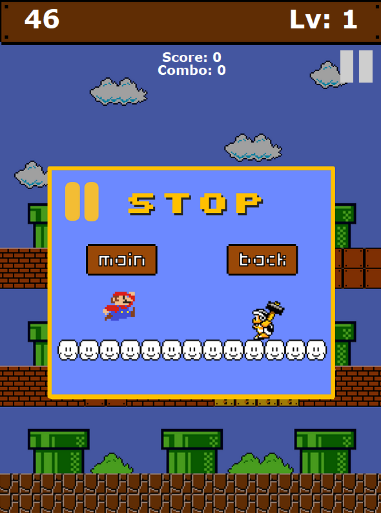 46 Lv: 1
Score: 0
Combo: 0
STOP
main back